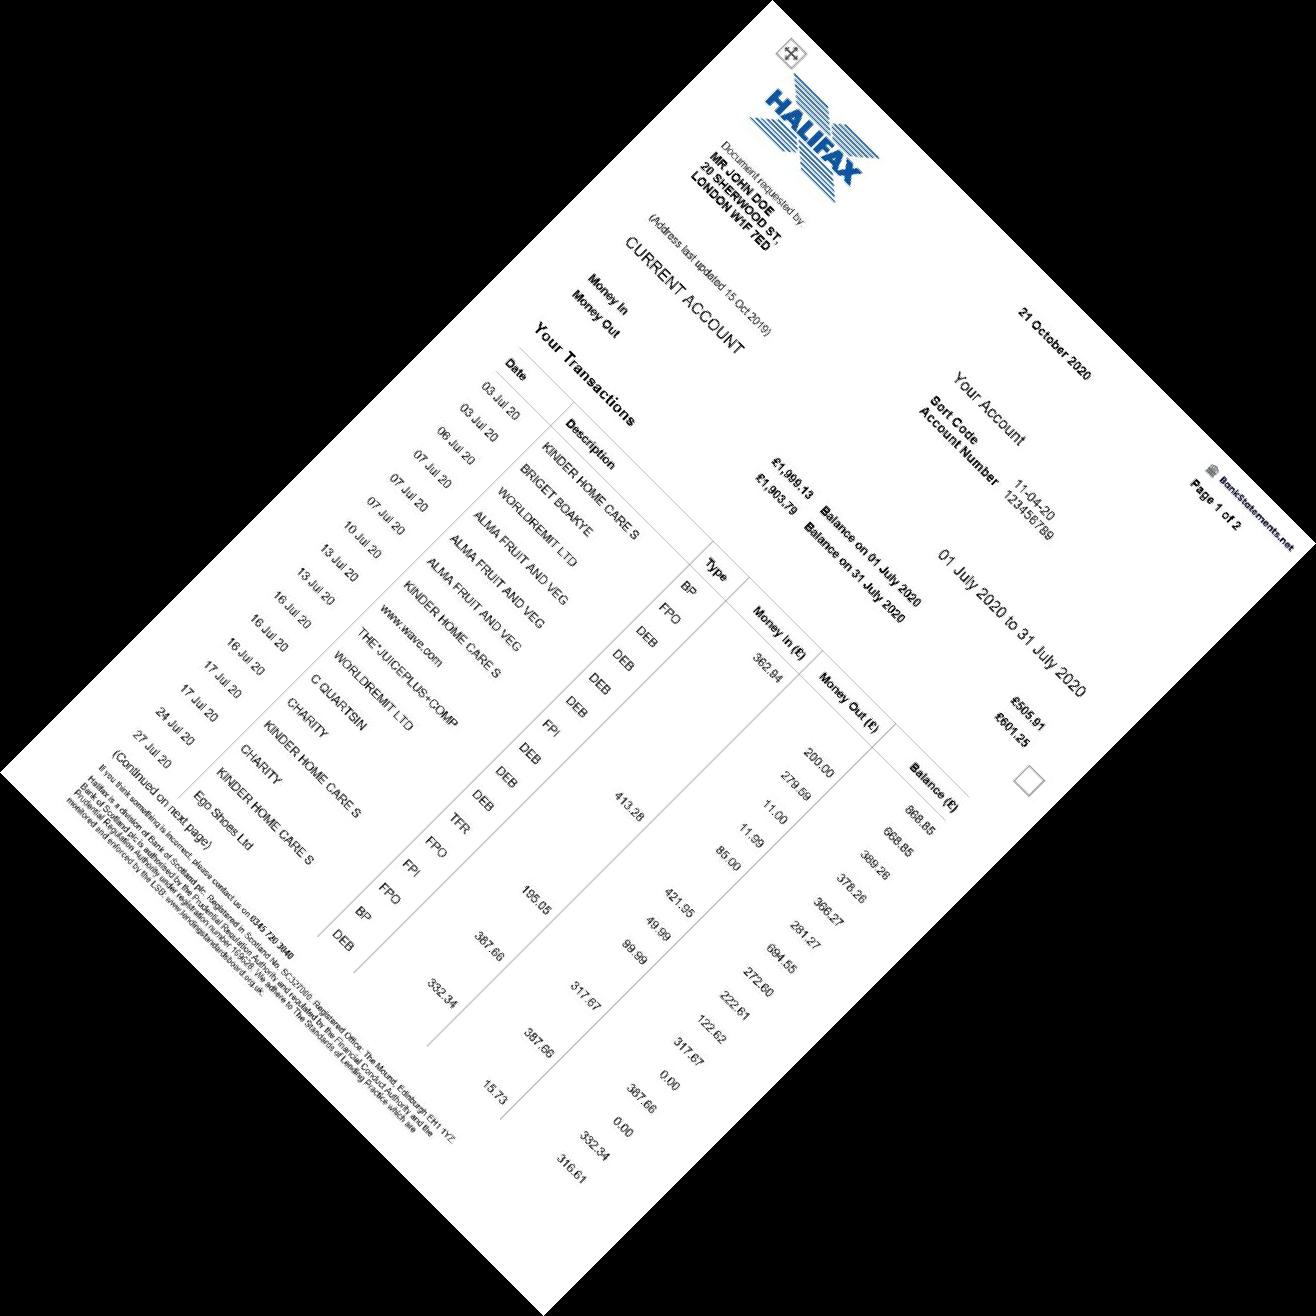 HALIFAX
BankStatements.net
Page 1 of 2
Document requested by
MR JOHN DOE
20 SHERWOOD ST,
LONDON W1F 7ED
21 October 2020
(Address last updated 15 Oct 2019)
Your Account
Sort Code 11-04-20
Account Number 123456789
CURRENT ACCOUNT 01 July 2020 to 31 July 2020
Money In £1,999.13 Balance on 01 July 2020 £505.91
Money Out £1,903.79 Balance on 31 July 2020 £601.25
Your Transactions
Date Description Type Money In (£) Money Out (£) Balance (£)
03 Jul 20 KINDER HOME CARE S BP 362.94 868.85
03 Jul 20 BRIGET BOAKYE FPO 200.00 668.85
06 Jul 20 WORLDREMIT LTD DEB 279.59 389.26
07 Jul 20 ALMA FRUIT AND VEG DEB 11.00 378.26
07 Jul 20 ALMA FRUIT AND VEG DEB 11.99 366.27
07 Jul 20 ALMA FRUIT AND VEG DEB 85.00 281.27
10 Jul 20 KINDER HOME CARE S FPI 413.28 694.55
13 Jul 20 www.wave.com DEB 421.95 272.60
13 Jul 20 THE*JUICEPLUS+COMP DEB 49.99 222.61
16 Jul 20 WORLDREMIT LTD DEB 99.99 122.62
16 Jul 20 C QUARTSIN TFR 195.05 317.67
16 Jul 20 CHARITY FPO 317.67 0.00
17 Jul 20 KINDER HOME CARE S FPI 387.66 387.66
17 Jul 20 CHARITY FPO 387.66 0.00
24 Jul 20 KINDER HOME CARE S BP 332.34 332.34
27 Jul 20 Ego Shoes Ltd DEB 15.73 316.61
(Continued on next page)
If you think something is incorrect, please contact us on 0345 720 3040
Halifax is a division of Bank of Scotland plc. Registered in Scotland No. SC327000. Registered Office: The Mound, Edinburgh EH1 1YZ.
Bank of Scotland plc is authorised by the Prudential Regulation Authority and regulated by the Financial Conduct Authority and the
Prudential Regulation Authority under registration number 169628. We adhere to The Standards of Lending Practice which are
monitored and enforced by the LSB: www.lendingstandardsboard.org.uk.